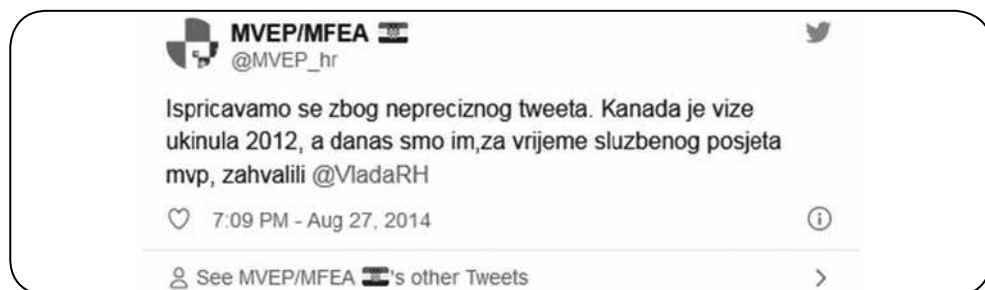 MVEP/MFEA
@MVEP_hr
Ispricavamo se zbog nepreciznog tweeta. Kanada je vize
ukinula 2012, a danas smo im,za vrijeme sluzbenog posjeta
mvp, zahvalili @VladaRH
7:09 PM - Aug 27, 2014
See MVEP/MFEA 's other Tweets